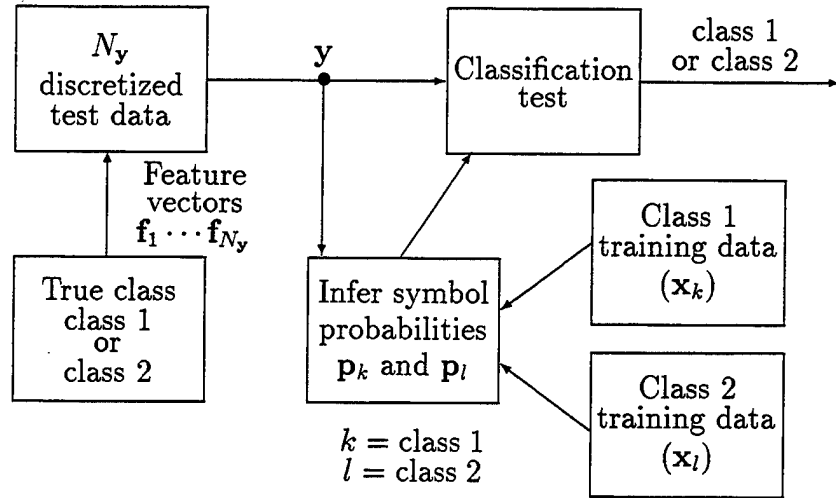 N_y
discretized
test data
y
Classification
test
class 1
or class 2
Feature
vectors
f_1 ⋯ f_{N_y}
True class
class 1
or
class 2
Infer symbol
probabilities
p_k and p_l
Class 1
training data
(x_k)
Class 2
training data
(x_l)
k = class 1
l = class 2